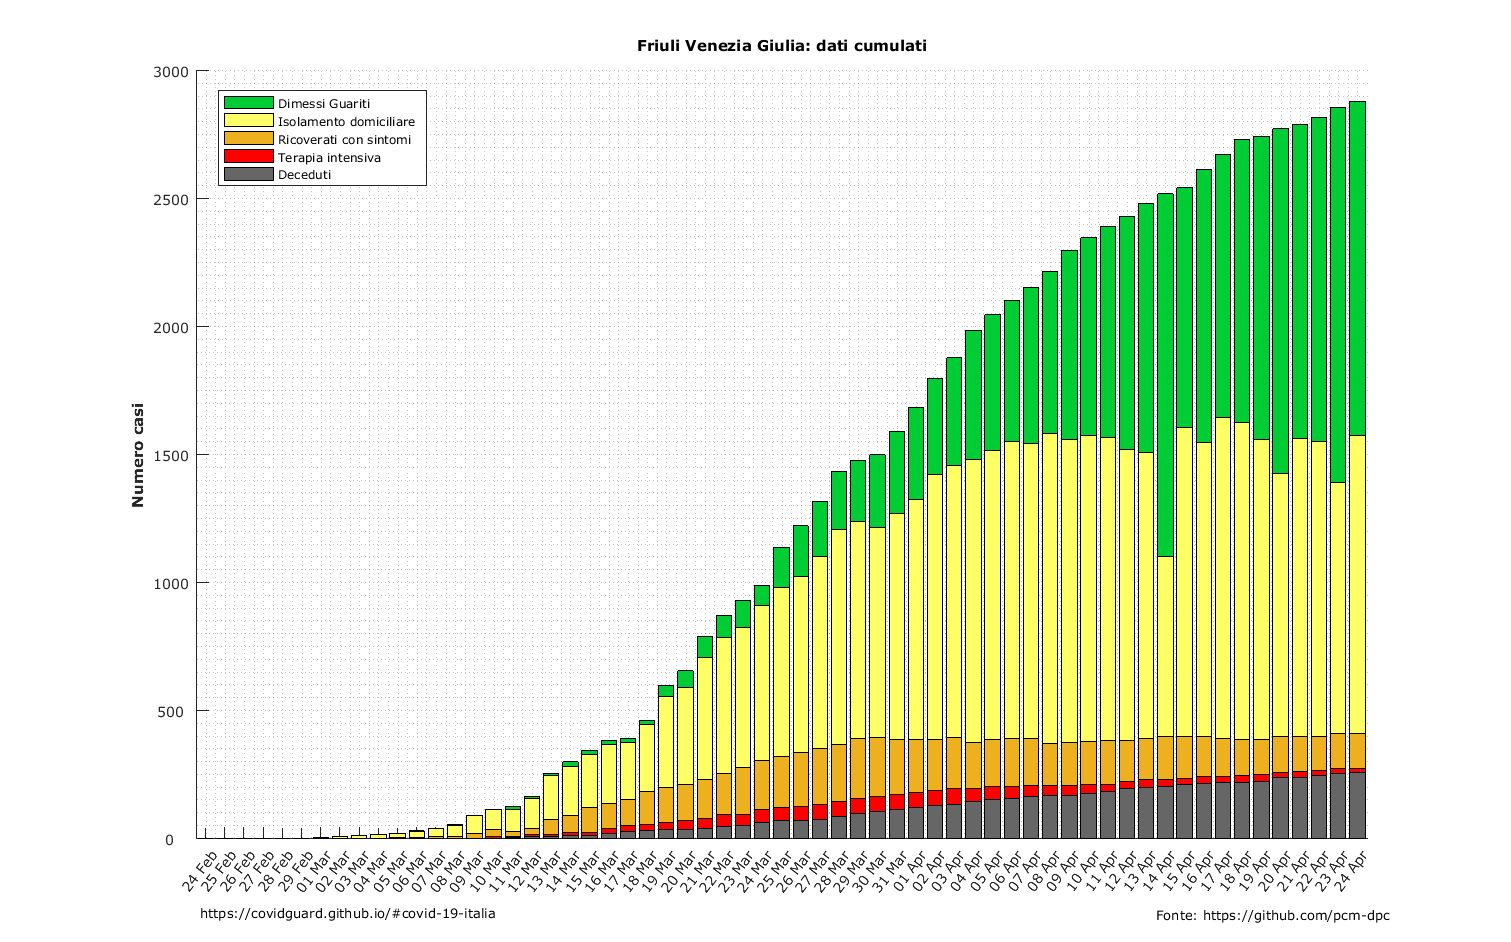 Friuli Venezia Giulia: dati cumulati
3000
2500
2000
1500
1000
500
0
Numero casi
Dimessi Guariti
Isolamento domiciliare
Ricoverati con sintomi
Terapia intensiva
Deceduti
24 Feb
25 Feb
26 Feb
27 Feb
28 Feb
29 Feb
01 Mar
02 Mar
03 Mar
04 Mar
05 Mar
06 Mar
07 Mar
08 Mar
09 Mar
10 Mar
11 Mar
12 Mar
13 Mar
14 Mar
15 Mar
16 Mar
17 Mar
18 Mar
19 Mar
20 Mar
21 Mar
22 Mar
23 Mar
24 Mar
25 Mar
26 Mar
27 Mar
28 Mar
29 Mar
30 Mar
31 Mar
01 Apr
02 Apr
03 Apr
04 Apr
05 Apr
06 Apr
07 Apr
08 Apr
09 Apr
10 Apr
11 Apr
12 Apr
13 Apr
14 Apr
15 Apr
16 Apr
17 Apr
18 Apr
19 Apr
20 Apr
21 Apr
22 Apr
23 Apr
24 Apr
https://covidguard.github.io/#covid-19-italia
Fonte: https://github.com/pcm-dpc